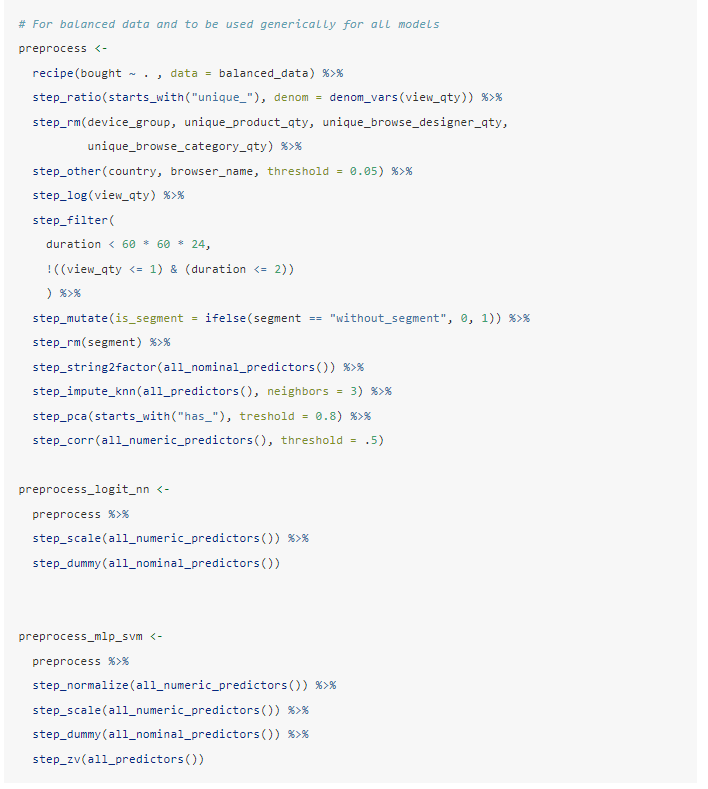 # For balanced data and to be used generically for all models
preprocess <-
  recipe(bought ~ . , data = balanced_data) %>%
  step_ratio(starts_with("unique_"), denom = denom_vars(view_qty)) %>%
  step_rm(device_group, unique_product_qty, unique_browse_designer_qty,
          unique_browse_category_qty) %>%
  step_other(country, browser_name, threshold = 0.05) %>%
  step_log(view_qty) %>%
  step_filter(
    duration < 60 * 60 * 24,
    !((view_qty <= 1) & (duration <= 2))
    ) %>%
  step_mutate(is_segment = ifelse(segment == "without_segment", 0, 1)) %>%
  step_rm(segment) %>%
  step_string2factor(all_nominal_predictors()) %>%
  step_impute_knn(all_predictors(), neighbors = 3) %>%
  step_pca(starts_with("has_"), treshold = 0.8) %>%
  step_corr(all_numeric_predictors(), threshold = .5)

preprocess_logit_nn <-
  preprocess %>%
  step_scale(all_numeric_predictors()) %>%
  step_dummy(all_nominal_predictors())

preprocess_mlp_svm <-
  preprocess %>%
  step_normalize(all_numeric_predictors()) %>%
  step_scale(all_numeric_predictors()) %>%
  step_dummy(all_nominal_predictors()) %>%
  step_zv(all_predictors())